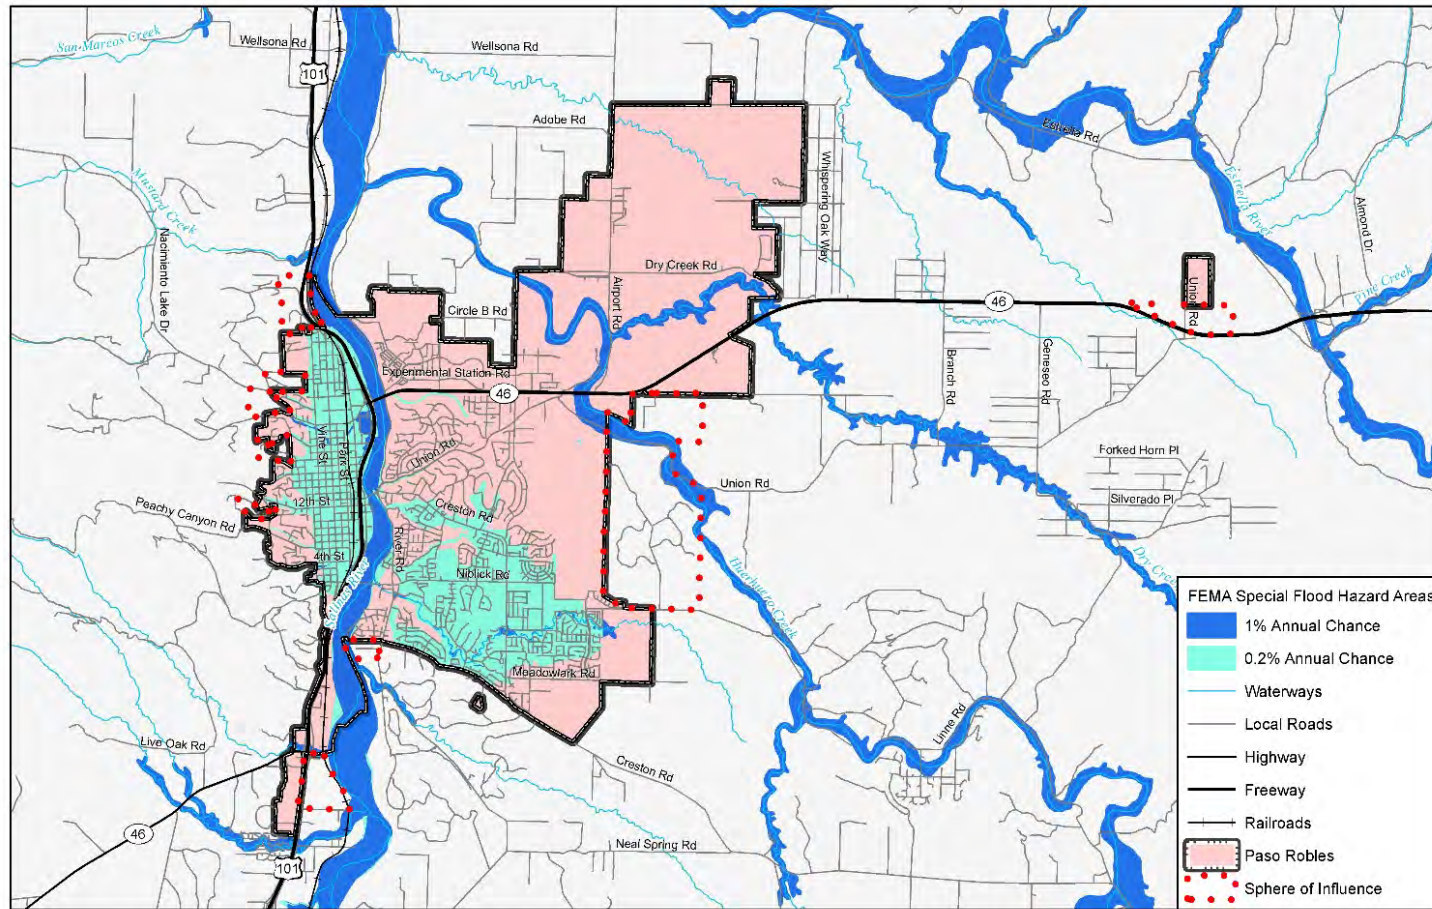 San Marcos Creek
Wellsona Rd
Wellsona Rd
101
Adobe Rd
Estrella Rd
Mustard Creek
Nacimiento Lake Dr
Whispering Oak Way
Estrella River
Almond Dr
Dry Creek Rd
Airport Rd
Circle B Rd
46
Union Rd
Pine Creek
Experimental Station Rd
46
Branch Rd
Geneseo Rd
Vine St
Park St
Union Rd
Forked Horn Pl
12th St
Creston Rd
Union Rd
Silverado Pl
Peachy Canyon Rd
River Rd
4th St
Niblick Rd
Huerhuero Creek
Dry Creek
Salinas River
Meadowlark Rd
Live Oak Rd
Linne Rd
Creston Rd
46
Neal Spring Rd
101
FEMA Special Flood Hazard Areas
1% Annual Chance
0.2% Annual Chance
Waterways
Local Roads
Highway
Freeway
Railroads
Paso Robles
Sphere of Influence